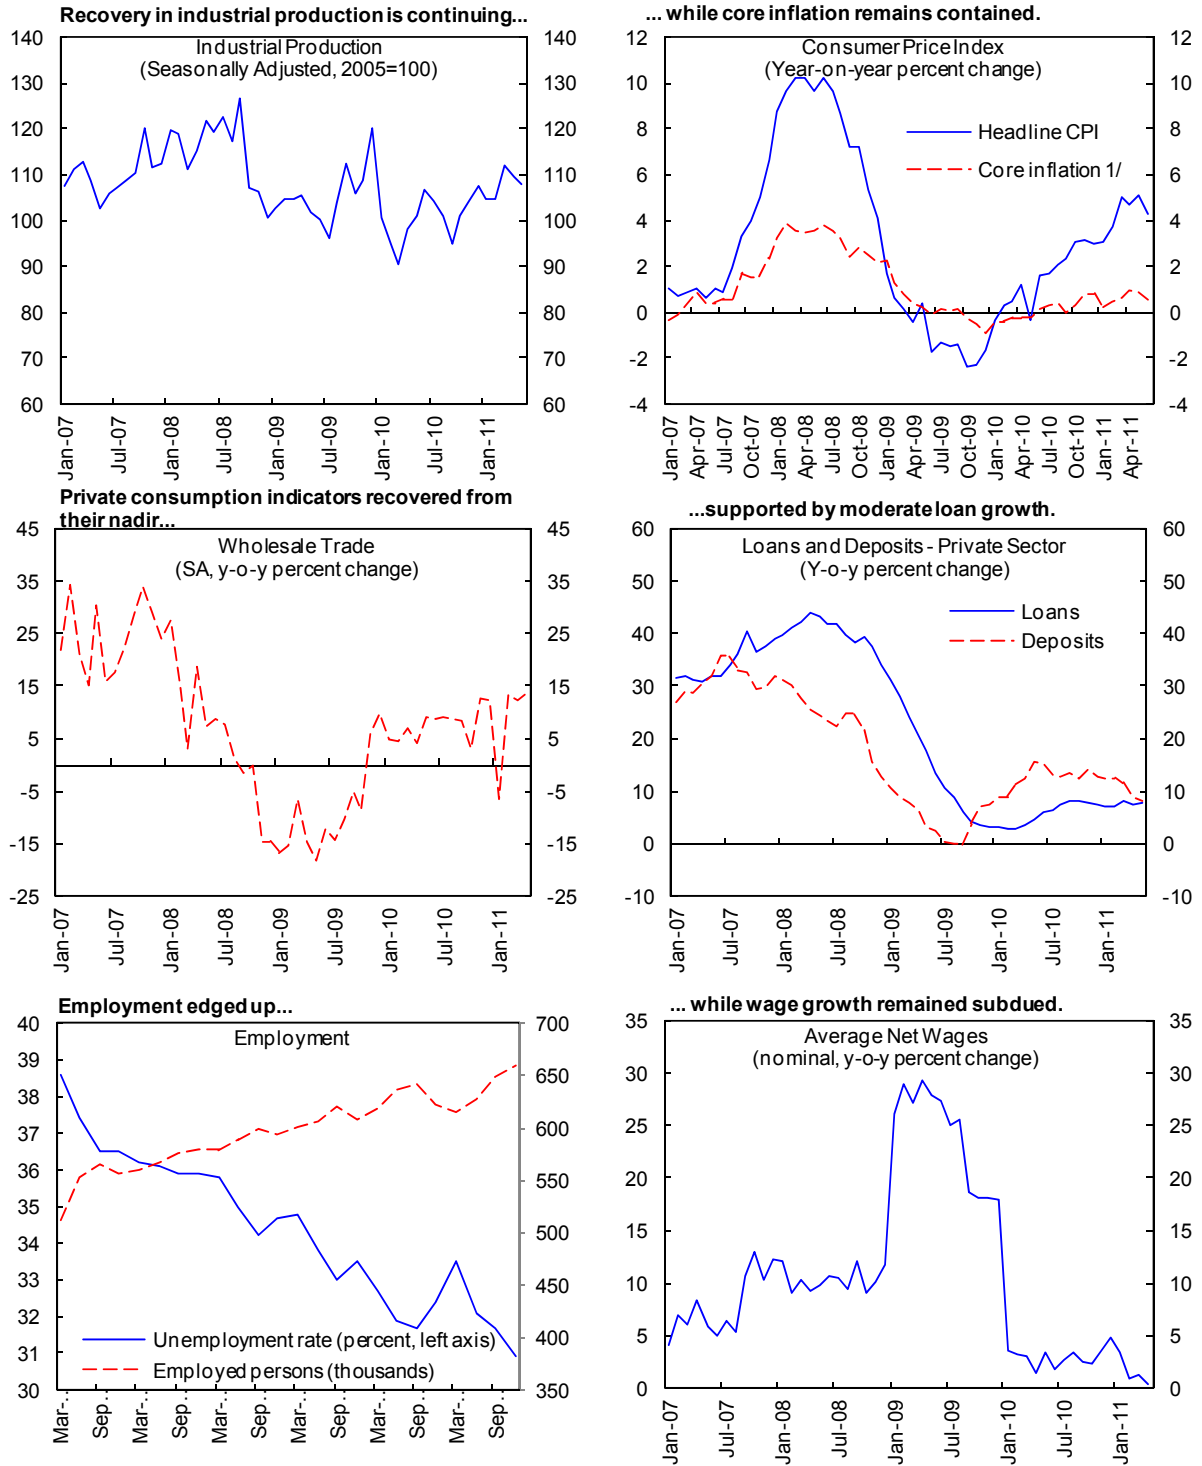 Recovery in industrial production is continuing...
Industrial Production
(Seasonally Adjusted, 2005=100)
140
130
120
110
100
90
80
70
60
140
130
120
110
100
90
80
70
60
Jan-07
Jul-07
Jan-08
Jul-08
Jan-09
Jul-09
Jan-10
Jul-10
Jan-11
... while core inflation remains contained.
Consumer Price Index
(Year-on-year percent change)
Headline CPI
Core inflation 1/
12
10
8
6
4
2
0
-2
-4
12
10
8
6
4
2
0
-2
-4
Jan-07
Apr-07
Jul-07
Oct-07
Jan-08
Apr-08
Jul-08
Oct-08
Jan-09
Apr-09
Jul-09
Oct-09
Jan-10
Apr-10
Jul-10
Oct-10
Jan-11
Apr-11
Private consumption indicators recovered from
their nadir...
Wholesale Trade
(SA, y-o-y percent change)
45
35
25
15
5
-5
-15
-25
45
35
25
15
5
-5
-15
-25
Jan-07
Jul-07
Jan-08
Jul-08
Jan-09
Jul-09
Jan-10
Jul-10
Jan-11
...supported by moderate loan growth.
Loans and Deposits - Private Sector
(Y-o-y percent change)
Loans
Deposits
60
50
40
30
20
10
0
-10
60
50
40
30
20
10
0
-10
Jan-07
Jul-07
Jan-08
Jul-08
Jan-09
Jul-09
Jan-10
Jul-10
Jan-11
Employment edged up...
Employment
40
39
38
37
36
35
34
33
32
31
30
700
650
600
550
500
450
400
350
Unemployment rate (percent, left axis)
Employed persons (thousands)
Mar-..
Sep..
Mar-..
Sep..
Mar-..
Sep..
Mar-..
Sep..
Mar-..
Sep..
Mar-..
Sep..
... while wage growth remained subdued.
Average Net Wages
(nominal, y-o-y percent change)
35
30
25
20
15
10
5
0
35
30
25
20
15
10
5
0
Jan-07
Jul-07
Jan-08
Jul-08
Jan-09
Jul-09
Jan-10
Jul-10
Jan-11